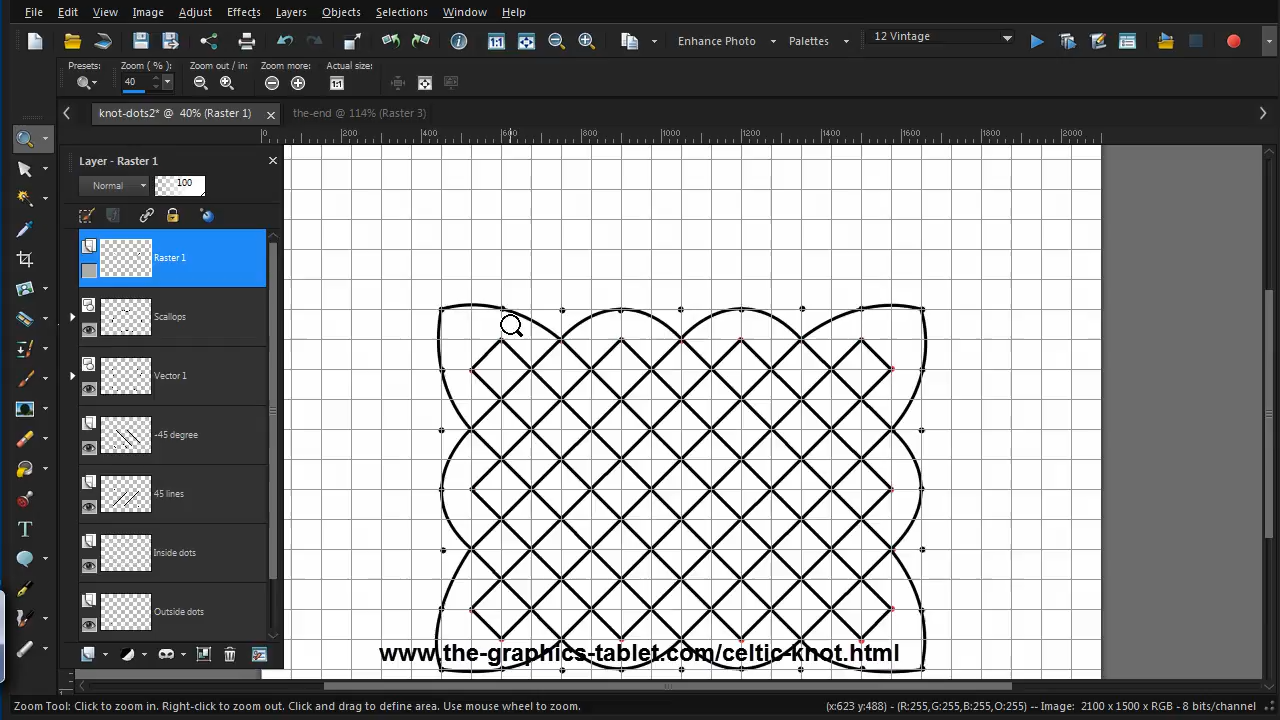 File Edit View Image Adjust Effects Layers Objects Selections Window Help
Enhance Photo Palettes 12 Vintage
Presets: Zoom ( % ): Zoom out / in: Zoom more: Actual size:
40
knot-dots2* @ 40% (Raster 1) the-end @ 114% (Raster 3)
0 200 400 600 800 1000 1200 1400 1600 1800 2000
Layer - Raster 1
Normal 100
Raster 1
Scallops
Vector 1
-45 degree
45 lines
Inside dots
Outside dots
www.the-graphics-tablet.com/celtic-knot.html
Zoom Tool: Click to zoom in. Right-click to zoom out. Click and drag to define area. Use mouse wheel to zoom. (x:623 y:488) - (R:255,G:255,B:255,O:255) -- Image: 2100 x 1500 x RGB - 8 bits/channel